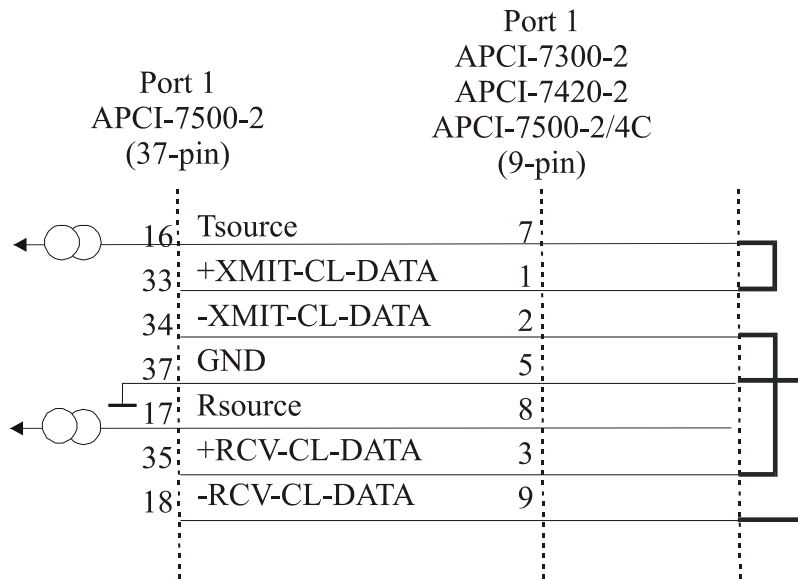 Port 1
APCI-7500-2
(37-pin)
Port 1
APCI-7300-2
APCI-7420-2
APCI-7500-2/4C
(9-pin)
16 Tsource 7
33 +XMIT-CL-DATA 1
34 -XMIT-CL-DATA 2
37 GND 5
17 Rsource 8
35 +RCV-CL-DATA 3
18 -RCV-CL-DATA 9